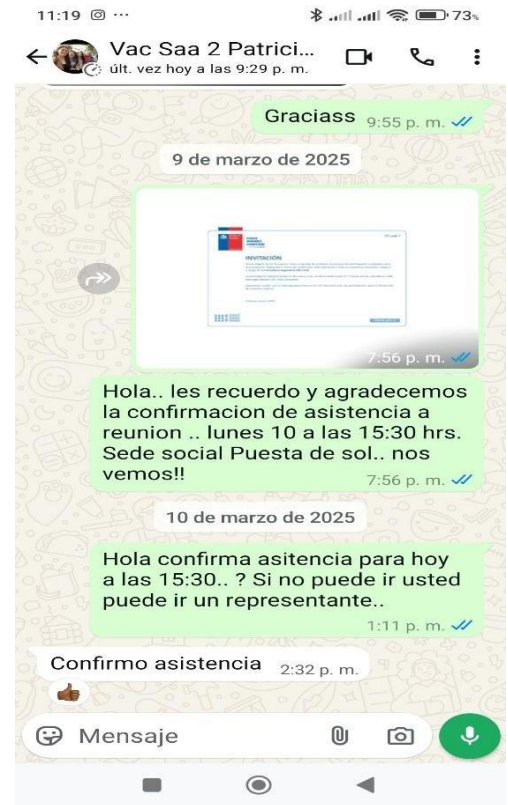 11:19
73%
Vac Saa 2 Patrici...
últ. vez hoy a las 9:29 p. m.
Graciass 9:55 p. m.
9 de marzo de 2025
INVITACIÓN
7:56 p. m.
Hola.. les recuerdo y agradecemos
la confirmacion de asistencia a
reunion .. lunes 10 a las 15:30 hrs.
Sede social Puesta de sol.. nos
vemos!!
7:56 p. m.
10 de marzo de 2025
Hola confirma asitencia para hoy
a las 15:30.. ? Si no puede ir usted
puede ir un representante..
1:11 p. m.
Confirmo asistencia 2:32 p. m.
Mensaje